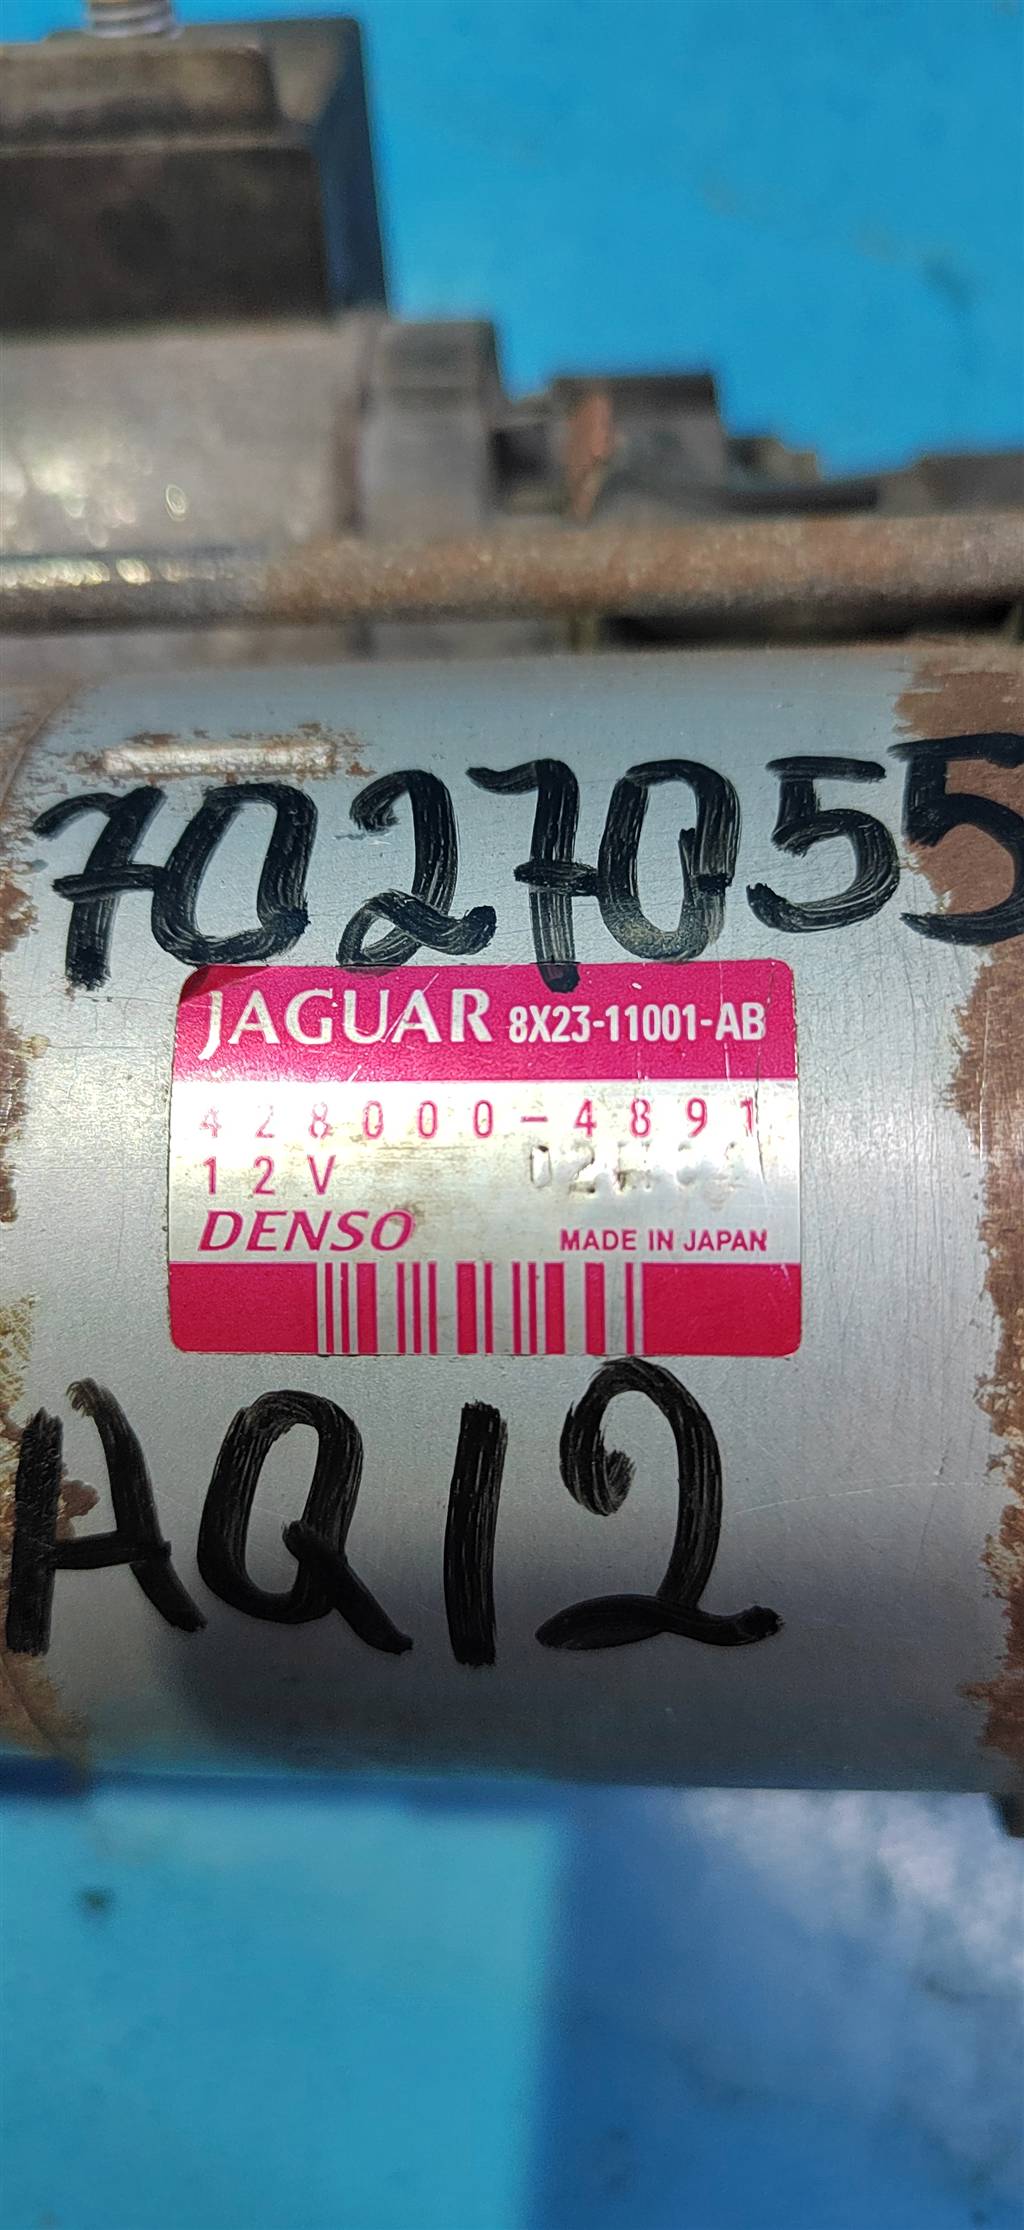 7027055
JAGUAR 8X23-11001-AB
428000-4891
12V
DENSO MADE IN JAPAN
AQ12